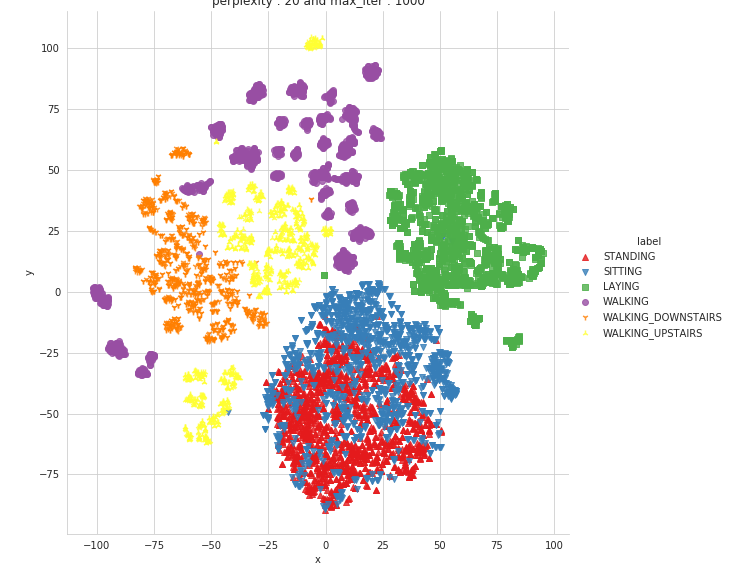 perplexity : 20 and max_iter : 1000
100
75
50
25
0
−25
−50
−75
y
−100
−75
−50
−25
0
25
50
75
100
x
label
STANDING
SITTING
LAYING
WALKING
WALKING_DOWNSTAIRS
WALKING_UPSTAIRS